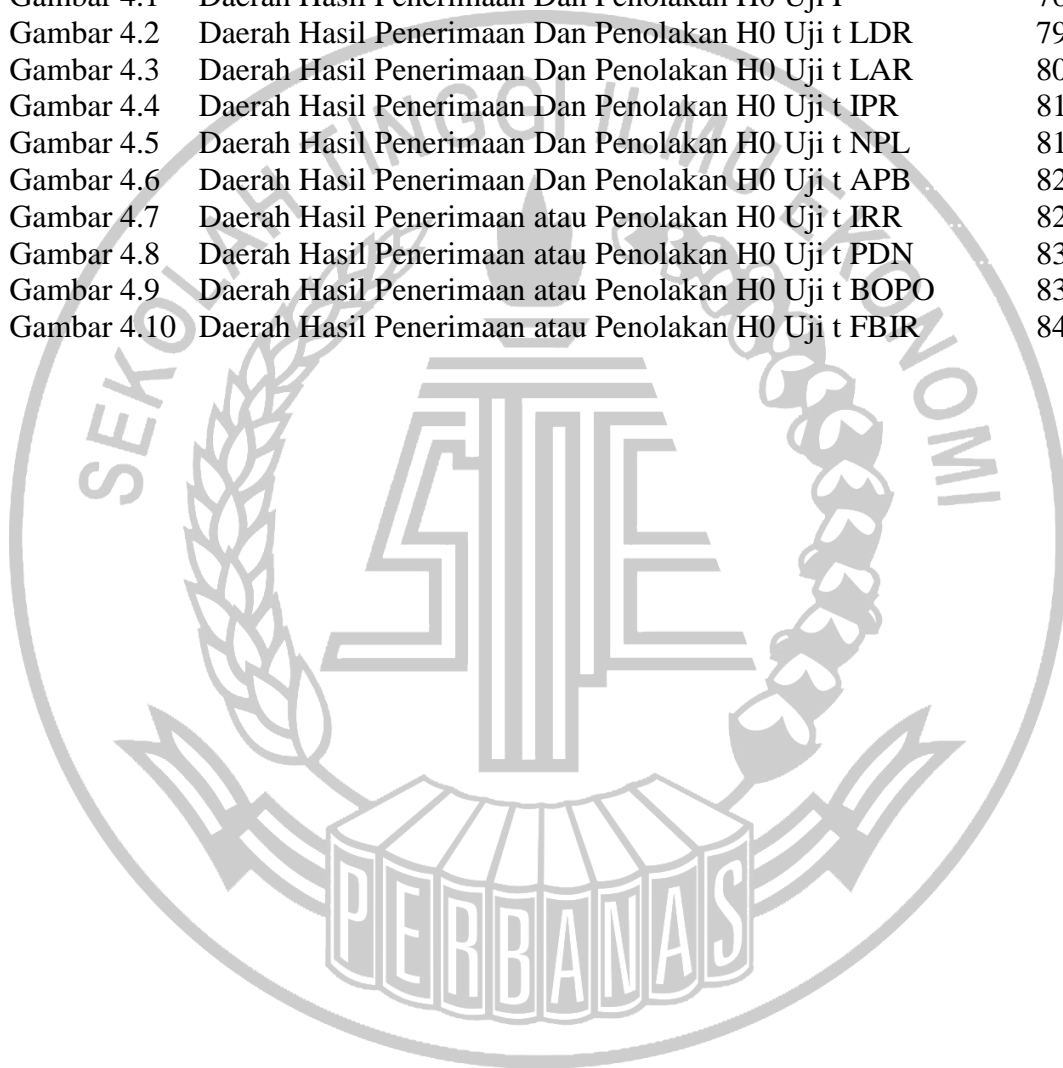 Gambar 4.1 Daerah Hasil Penerimaan Dan Penolakan H0 Uji F
Gambar 4.2 Daerah Hasil Penerimaan Dan Penolakan H0 Uji t LDR 79
Gambar 4.3 Daerah Hasil Penerimaan Dan Penolakan H0 Uji t LAR 80
Gambar 4.4 Daerah Hasil Penerimaan Dan Penolakan H0 Uji t IPR 81
Gambar 4.5 Daerah Hasil Penerimaan Dan Penolakan H0 Uji t NPL 81
Gambar 4.6 Daerah Hasil Penerimaan Dan Penolakan H0 Uji t APB 82
Gambar 4.7 Daerah Hasil Penerimaan atau Penolakan H0 Uji t IRR 82
Gambar 4.8 Daerah Hasil Penerimaan atau Penolakan H0 Uji t PDN 83
Gambar 4.9 Daerah Hasil Penerimaan atau Penolakan H0 Uji t BOPO 83
Gambar 4.10 Daerah Hasil Penerimaan atau Penolakan H0 Uji t FBIR 84
SEKOLAH TINGGI ILMU EKONOMI
STIE
PERBANAS